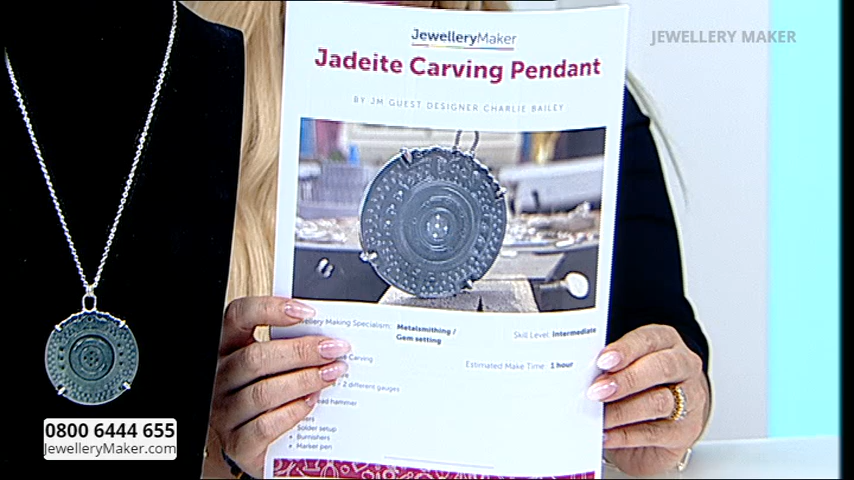 JEWELLERY MAKER
JewelleryMaker
Jadeite Carving Pendant
BY JM GUEST DESIGNER CHARLIE BAILEY
Making Specialism: Metalsmithing /
Gem setting
Skill Level: Intermediate
Carving
Estimated Make Time: 1 hour
2 different gauges
hammer
Solder setup
Burnishers
Marker pen
0800 6444 655
JewelleryMaker.com